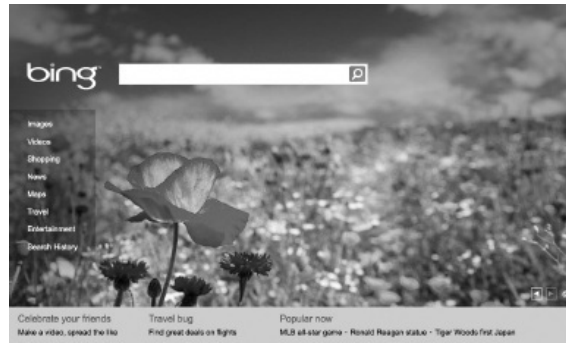 bing
Images
Videos
Shopping
News
Maps
Travel
Entertainment
Search History
Celebrate your friends
Make a video, spread the like
Travel bug
Find great deals on flights
Popular now
MLB all-star game - Ronald Reagan statue - Tiger Woods first Japan